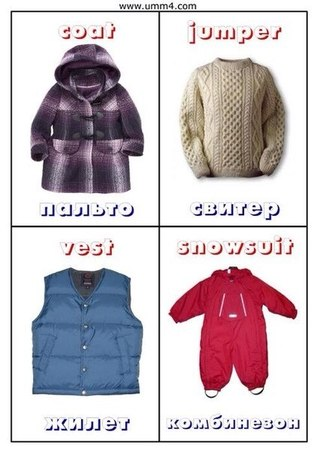 www.umm4.com
coat
jumper
пальто
свитер
vest
snowsuit
жилет
комбинезон